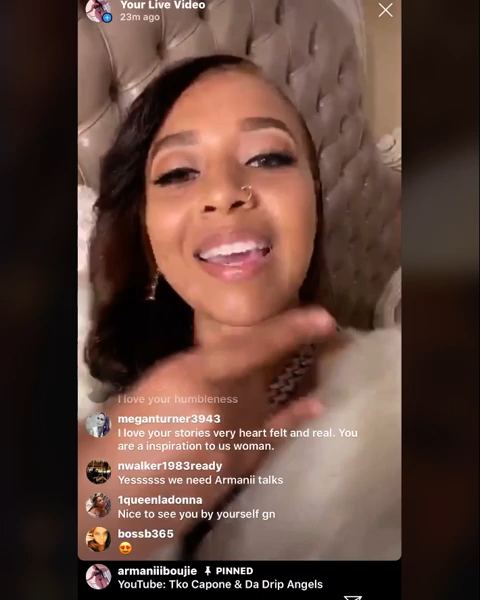 Your Live Video
23m ago
I love your humbleness
meganturner3943
I love your stories very heart felt and real. You
are a inspiration to us woman.
nwalker1983ready
Yessssss we need Armanii talks
1queenladonna
Nice to see you by yourself gn
bossb365
😍
armaniiiboujie 📌 PINNED
YouTube: Tko Capone & Da Drip Angels